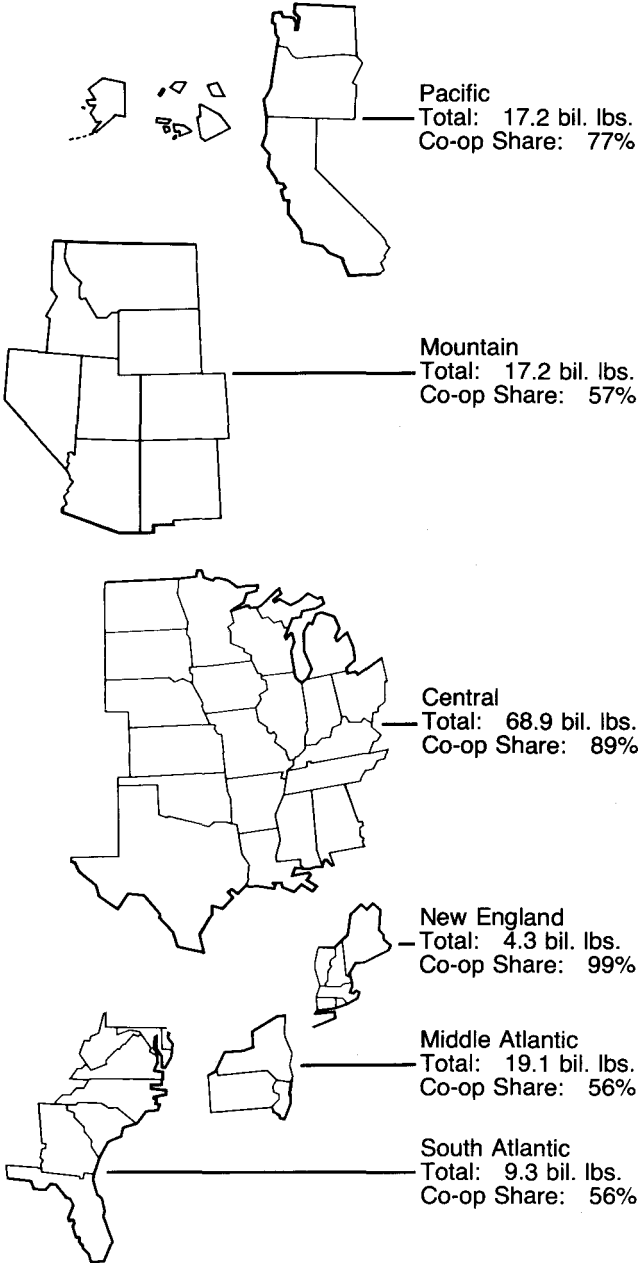 Pacific
Total: 17.2 bil. lbs.
Co-op Share: 77%
Mountain
Total: 17.2 bil. lbs.
Co-op Share: 57%
Central
Total: 68.9 bil. lbs.
Co-op Share: 89%
New England
Total: 4.3 bil. lbs.
Co-op Share: 99%
Middle Atlantic
Total: 19.1 bil. lbs.
Co-op Share: 56%
South Atlantic
Total: 9.3 bil. lbs.
Co-op Share: 56%